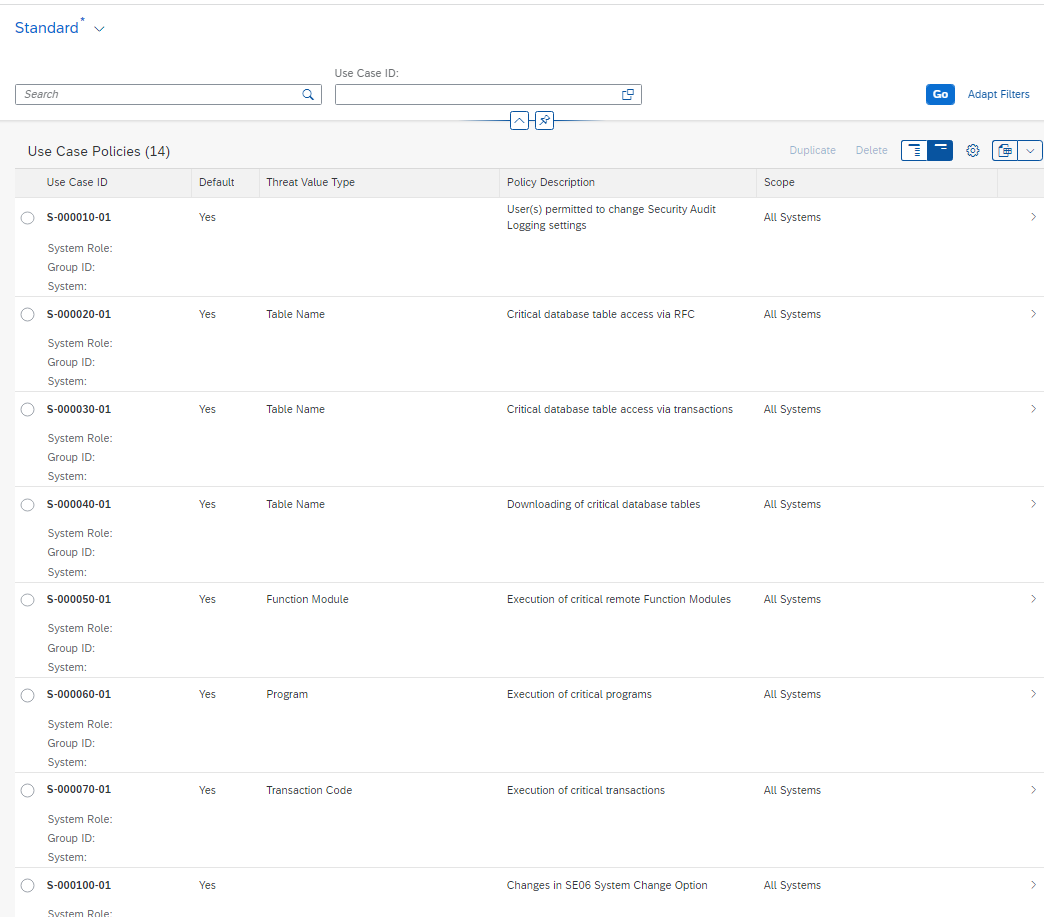 Standard*
Use Case ID:
Search
Go Adapt Filters
Use Case Policies (14) Duplicate Delete
Use Case ID Default Threat Value Type Policy Description Scope
S-000010-01 Yes User(s) permitted to change Security Audit Logging settings All Systems
System Role:
Group ID:
System:
S-000020-01 Yes Table Name Critical database table access via RFC All Systems
System Role:
Group ID:
System:
S-000030-01 Yes Table Name Critical database table access via transactions All Systems
System Role:
Group ID:
System:
S-000040-01 Yes Table Name Downloading of critical database tables All Systems
System Role:
Group ID:
System:
S-000050-01 Yes Function Module Execution of critical remote Function Modules All Systems
System Role:
Group ID:
System:
S-000060-01 Yes Program Execution of critical programs All Systems
System Role:
Group ID:
System:
S-000070-01 Yes Transaction Code Execution of critical transactions All Systems
System Role:
Group ID:
System:
S-000100-01 Yes Changes in SE06 System Change Option All Systems
System Role: